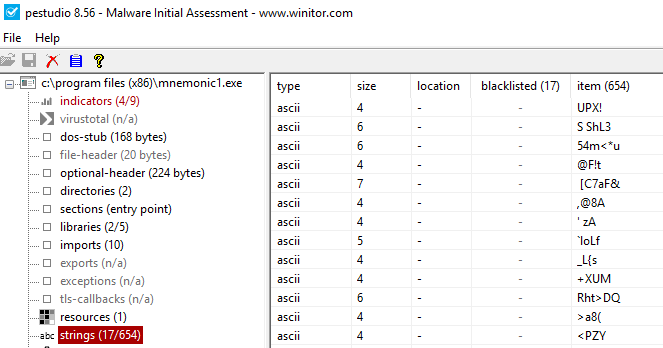 pestudio 8.56 - Malware Initial Assessment - www.winitor.com
File Help
c:\program files (x86)\mnemonic1.exe
indicators (4/9)
virustotal (n/a)
dos-stub (168 bytes)
file-header (20 bytes)
optional-header (224 bytes)
directories (2)
sections (entry point)
libraries (2/5)
imports (10)
exports (n/a)
exceptions (n/a)
tls-callbacks (n/a)
resources (1)
abc strings (17/654)
type size location blacklisted (17) item (654)
ascii 4 - - UPX!
ascii 6 - - S ShL3
ascii 6 - - 54m<*u
ascii 4 - - @F!t
ascii 7 - - [C7aF&
ascii 4 - - ,@8A
ascii 4 - - ' zA
ascii 5 - - `IoLf
ascii 4 - - _L{s
ascii 4 - - +XUM
ascii 6 - - Rht>DQ
ascii 4 - - >a8(
ascii 4 - - <PZY